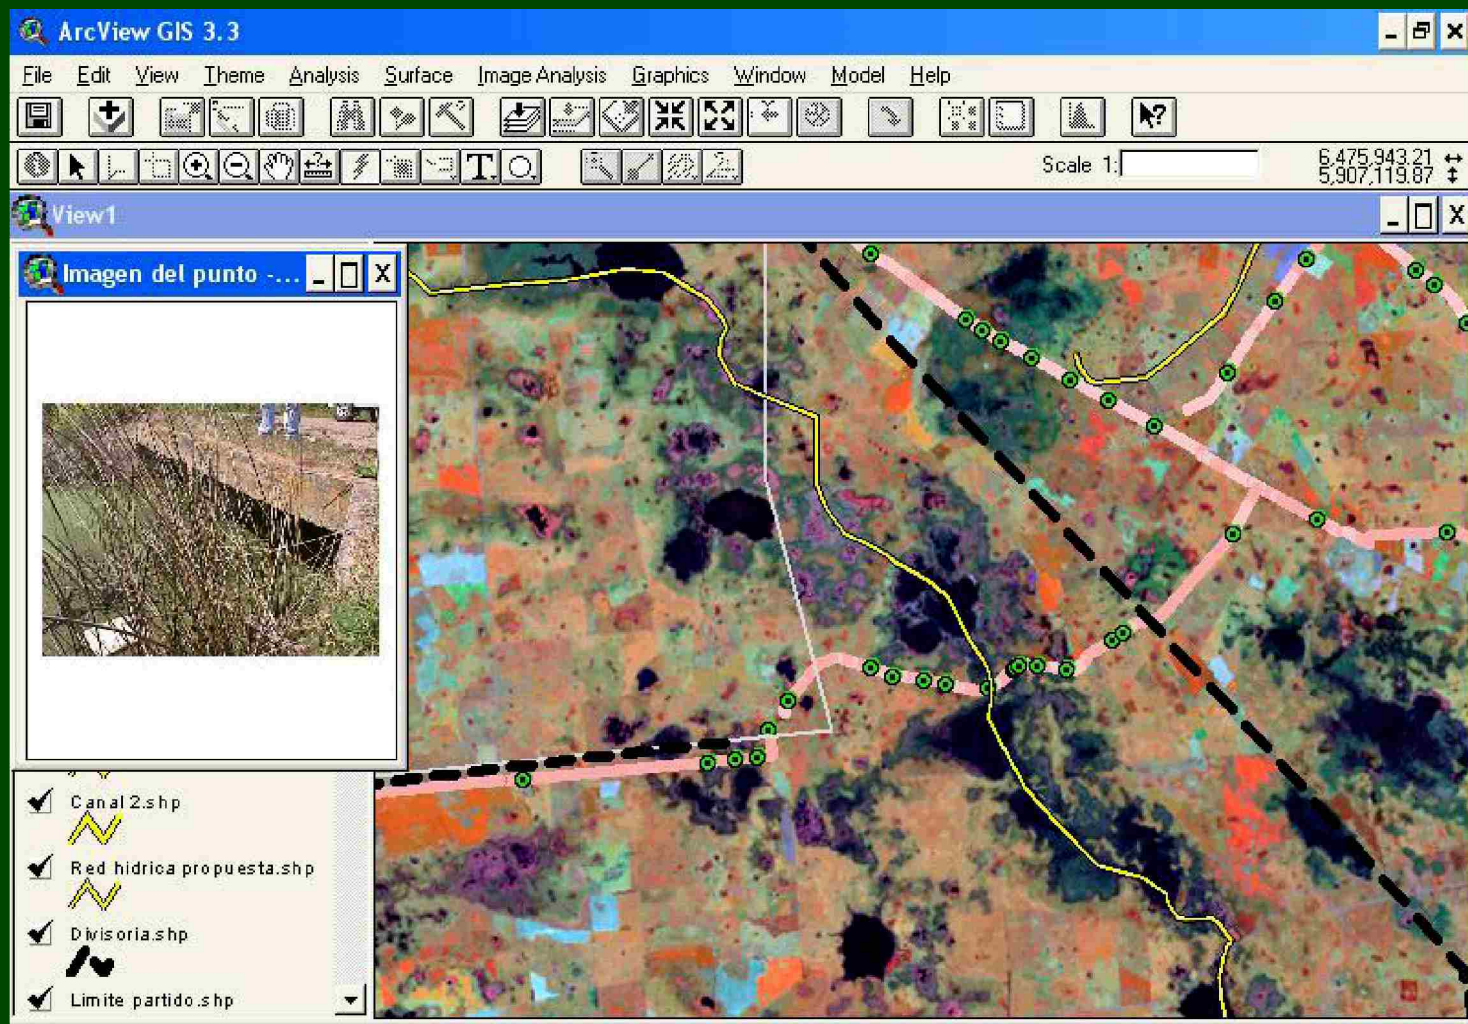 ArcView GIS 3.3
File Edit View Theme Analysis Surface Image Analysis Graphics Window Model Help
Scale 1:
6,475,943.21
5,907,119.87
View1
Imagen del punto -...
Canal 2.shp
Red hidrica propuesta.shp
Divisoria.shp
Limite partido.shp